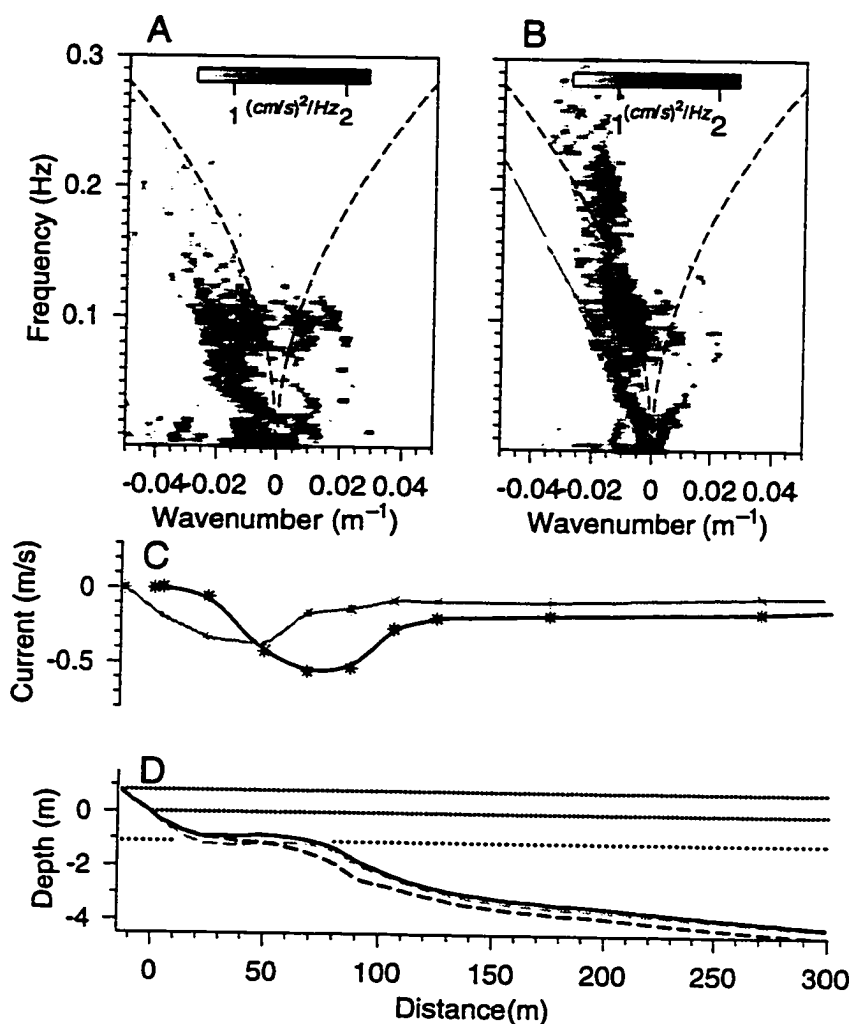 A
B
0.3
0.2
0.1
Frequency (Hz)
1 (cm/s)²/Hz 2
1 (cm/s)²/Hz 2
-0.04 -0.02 0 0.02 0.04
-0.04 -0.02 0 0.02 0.04
Wavenumber (m⁻¹)
Wavenumber (m⁻¹)
C
Current (m/s)
0
-0.5
D
Depth (m)
0
-2
-4
0 50 100 150 200 250 300
Distance(m)